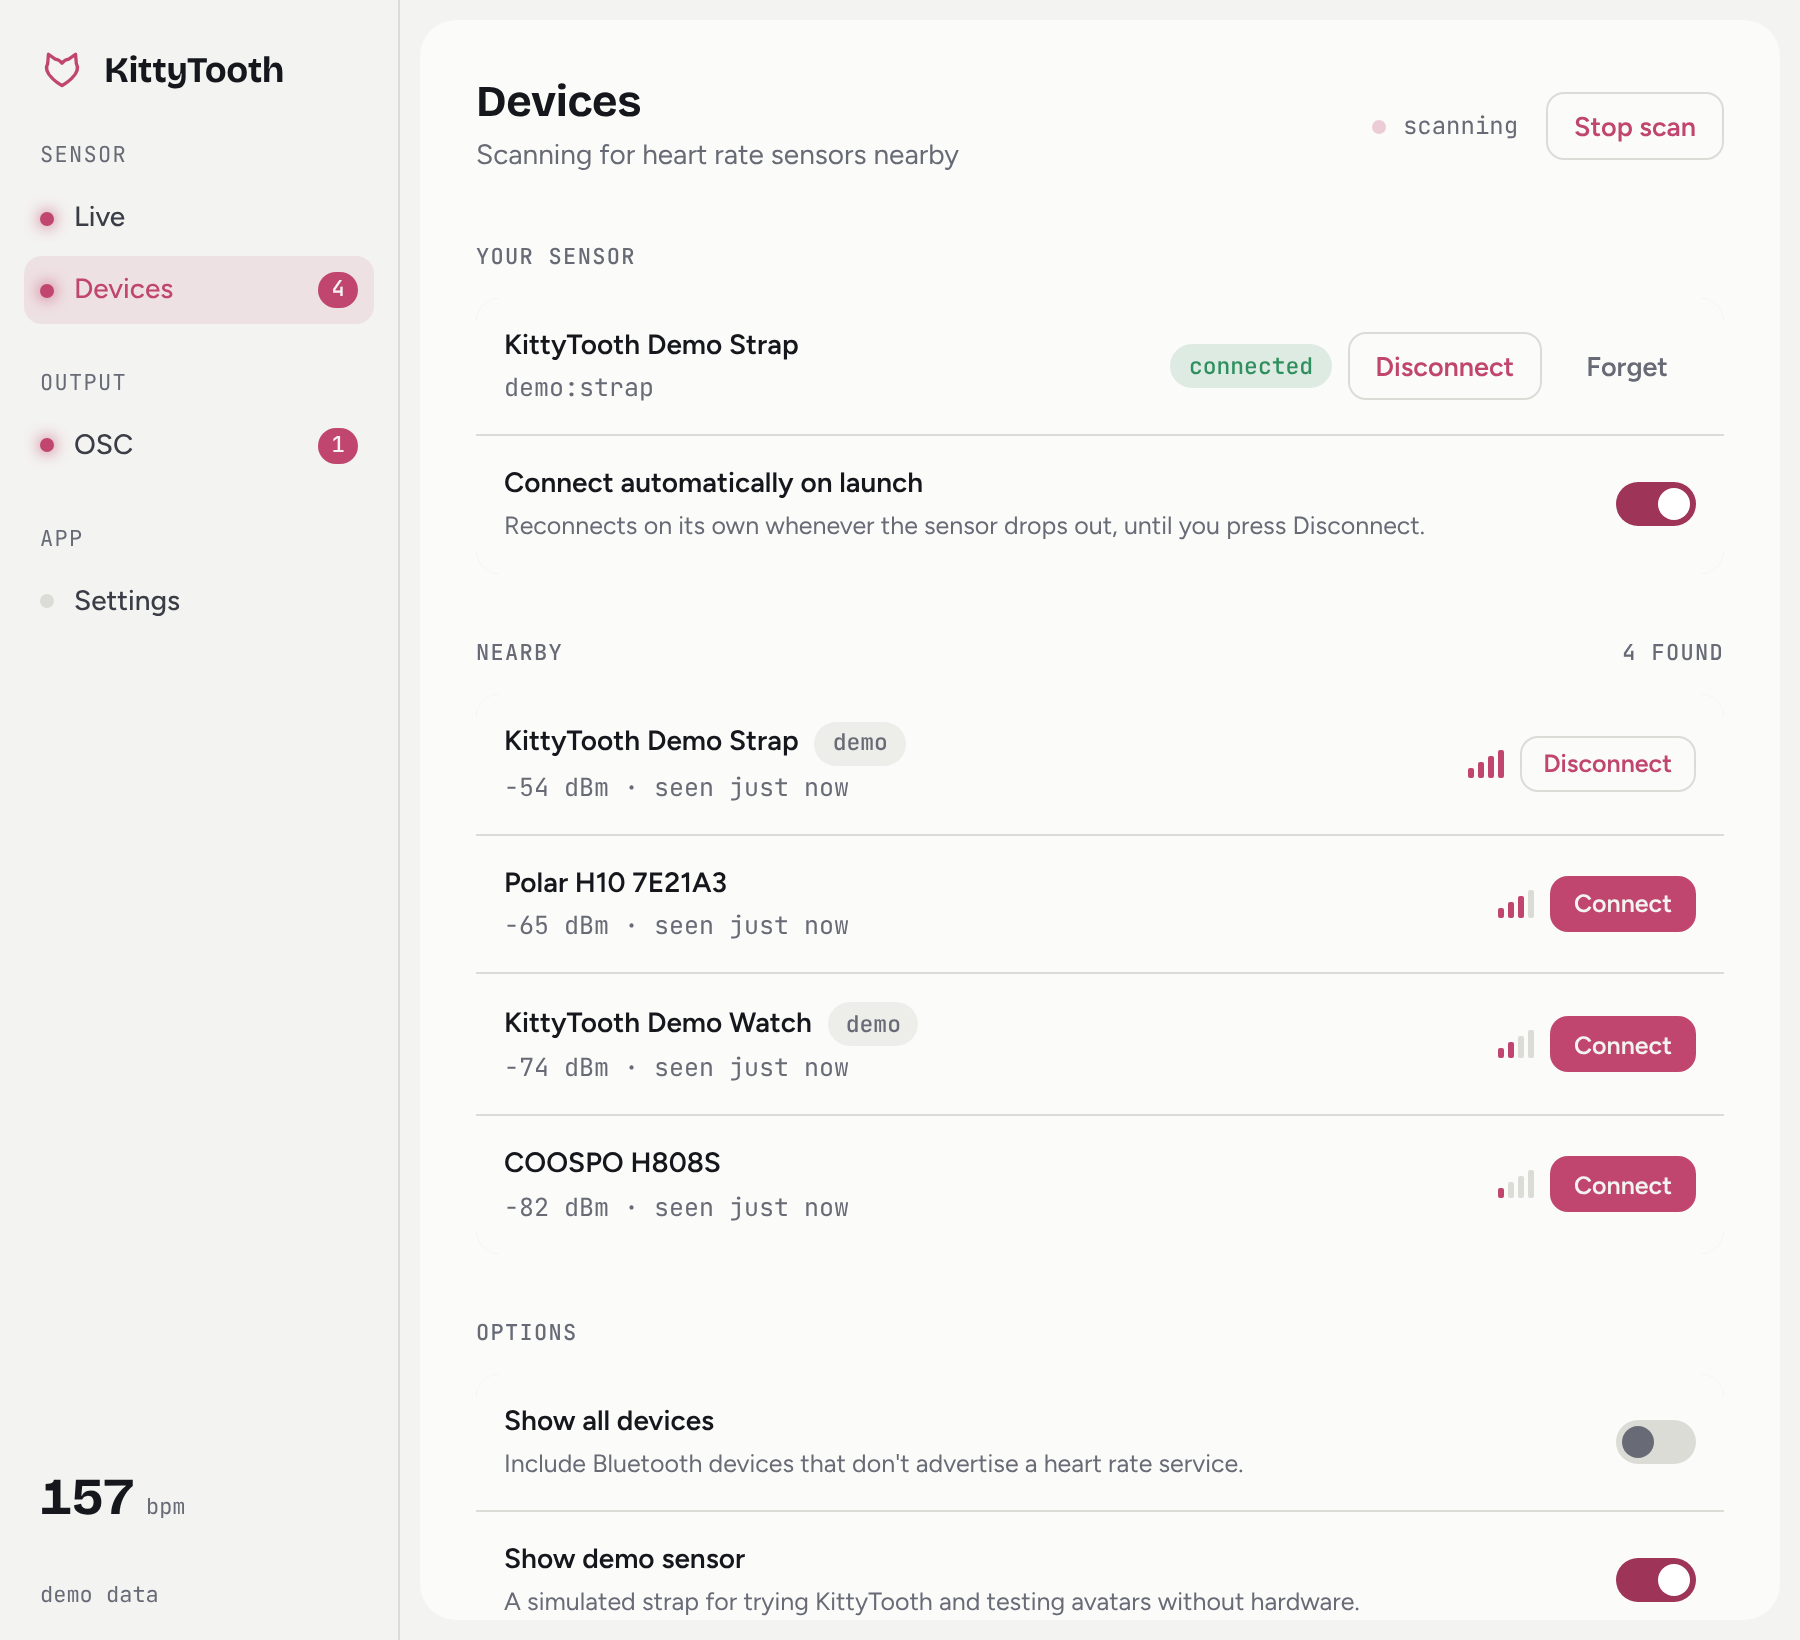 KittyTooth
SENSOR
Live
Devices 4
OUTPUT
OSC 1
APP
Settings
157 bpm
demo data
Devices
Scanning for heart rate sensors nearby
scanning
Stop scan
YOUR SENSOR
KittyTooth Demo Strap
demo:strap
connected
Disconnect
Forget
Connect automatically on launch
Reconnects on its own whenever the sensor drops out, until you press Disconnect.
NEARBY
4 FOUND
KittyTooth Demo Strap demo
-54 dBm · seen just now
Disconnect
Polar H10 7E21A3
-65 dBm · seen just now
Connect
KittyTooth Demo Watch demo
-74 dBm · seen just now
Connect
COOSPO H808S
-82 dBm · seen just now
Connect
OPTIONS
Show all devices
Include Bluetooth devices that don't advertise a heart rate service.
Show demo sensor
A simulated strap for trying KittyTooth and testing avatars without hardware.